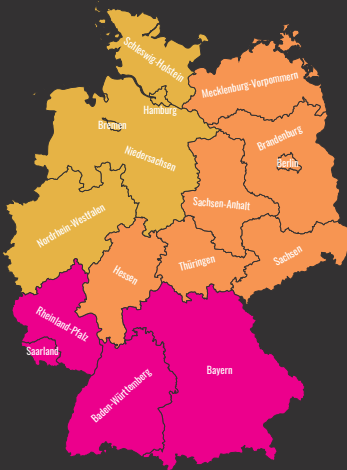 Schleswig-Holstein
Mecklenburg-Vorpommern
Hamburg
Bremen
Brandenburg
Niedersachsen
Berlin
Sachsen-Anhalt
Nordrhein-Westfalen
Sachsen
Thüringen
Hessen
Rheinland-Pfalz
Saarland
Bayern
Baden-Württemberg